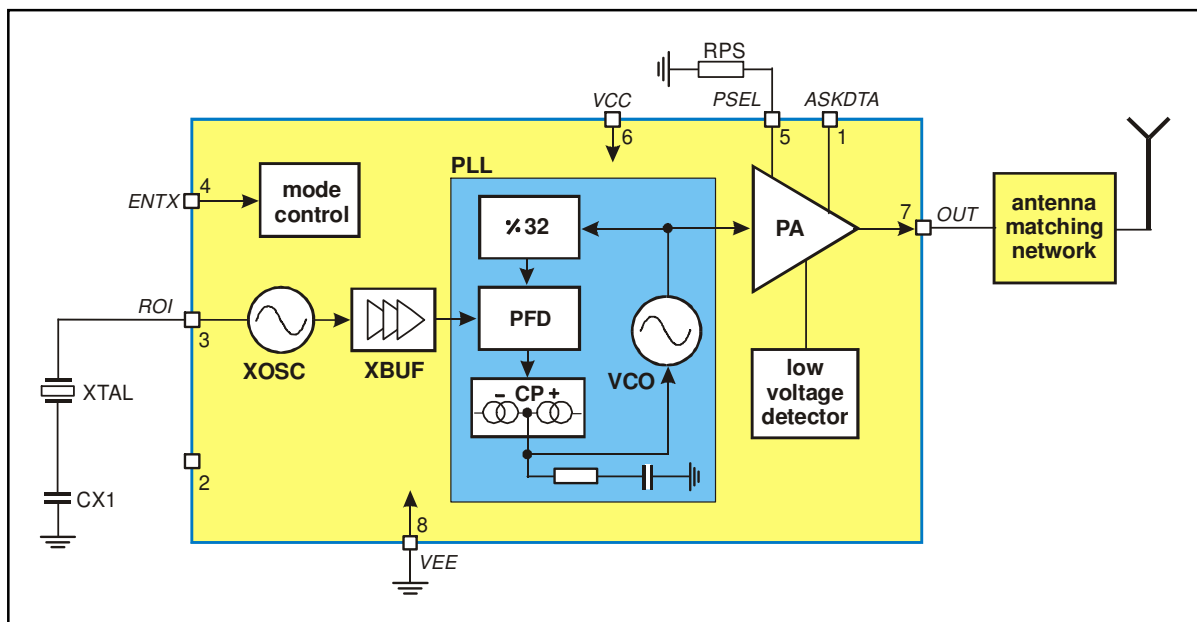 RPS
VCC
PSEL
ASKDTA
6
5
1
PLL
ENTX
4
mode
control
٪ 32
PA
7
OUT
antenna
matching
network
ROI
3
XOSC
XBUF
PFD
VCO
low
voltage
detector
XTAL
- CP +
2
CX1
8
VEE